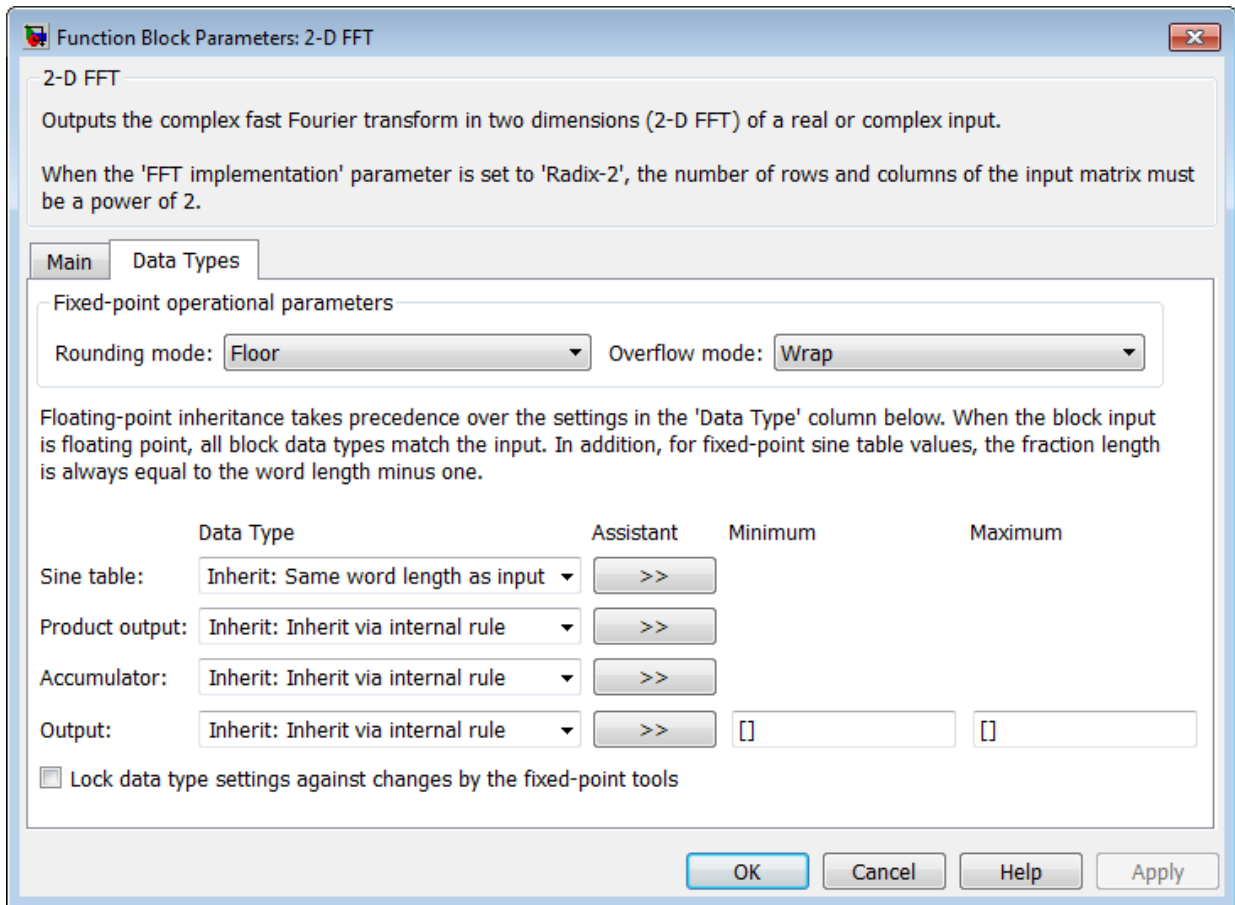 Function Block Parameters: 2-D FFT
2-D FFT
Outputs the complex fast Fourier transform in two dimensions (2-D FFT) of a real or complex input.
When the 'FFT implementation' parameter is set to 'Radix-2', the number of rows and columns of the input matrix must
be a power of 2.
Main Data Types
Fixed-point operational parameters
Rounding mode: Floor Overflow mode: Wrap
Floating-point inheritance takes precedence over the settings in the 'Data Type' column below. When the block input
is floating point, all block data types match the input. In addition, for fixed-point sine table values, the fraction length
is always equal to the word length minus one.
Data Type Assistant Minimum Maximum
Sine table: Inherit: Same word length as input >>
Product output: Inherit: Inherit via internal rule >>
Accumulator: Inherit: Inherit via internal rule >>
Output: Inherit: Inherit via internal rule >> [] []
Lock data type settings against changes by the fixed-point tools
OK Cancel Help Apply